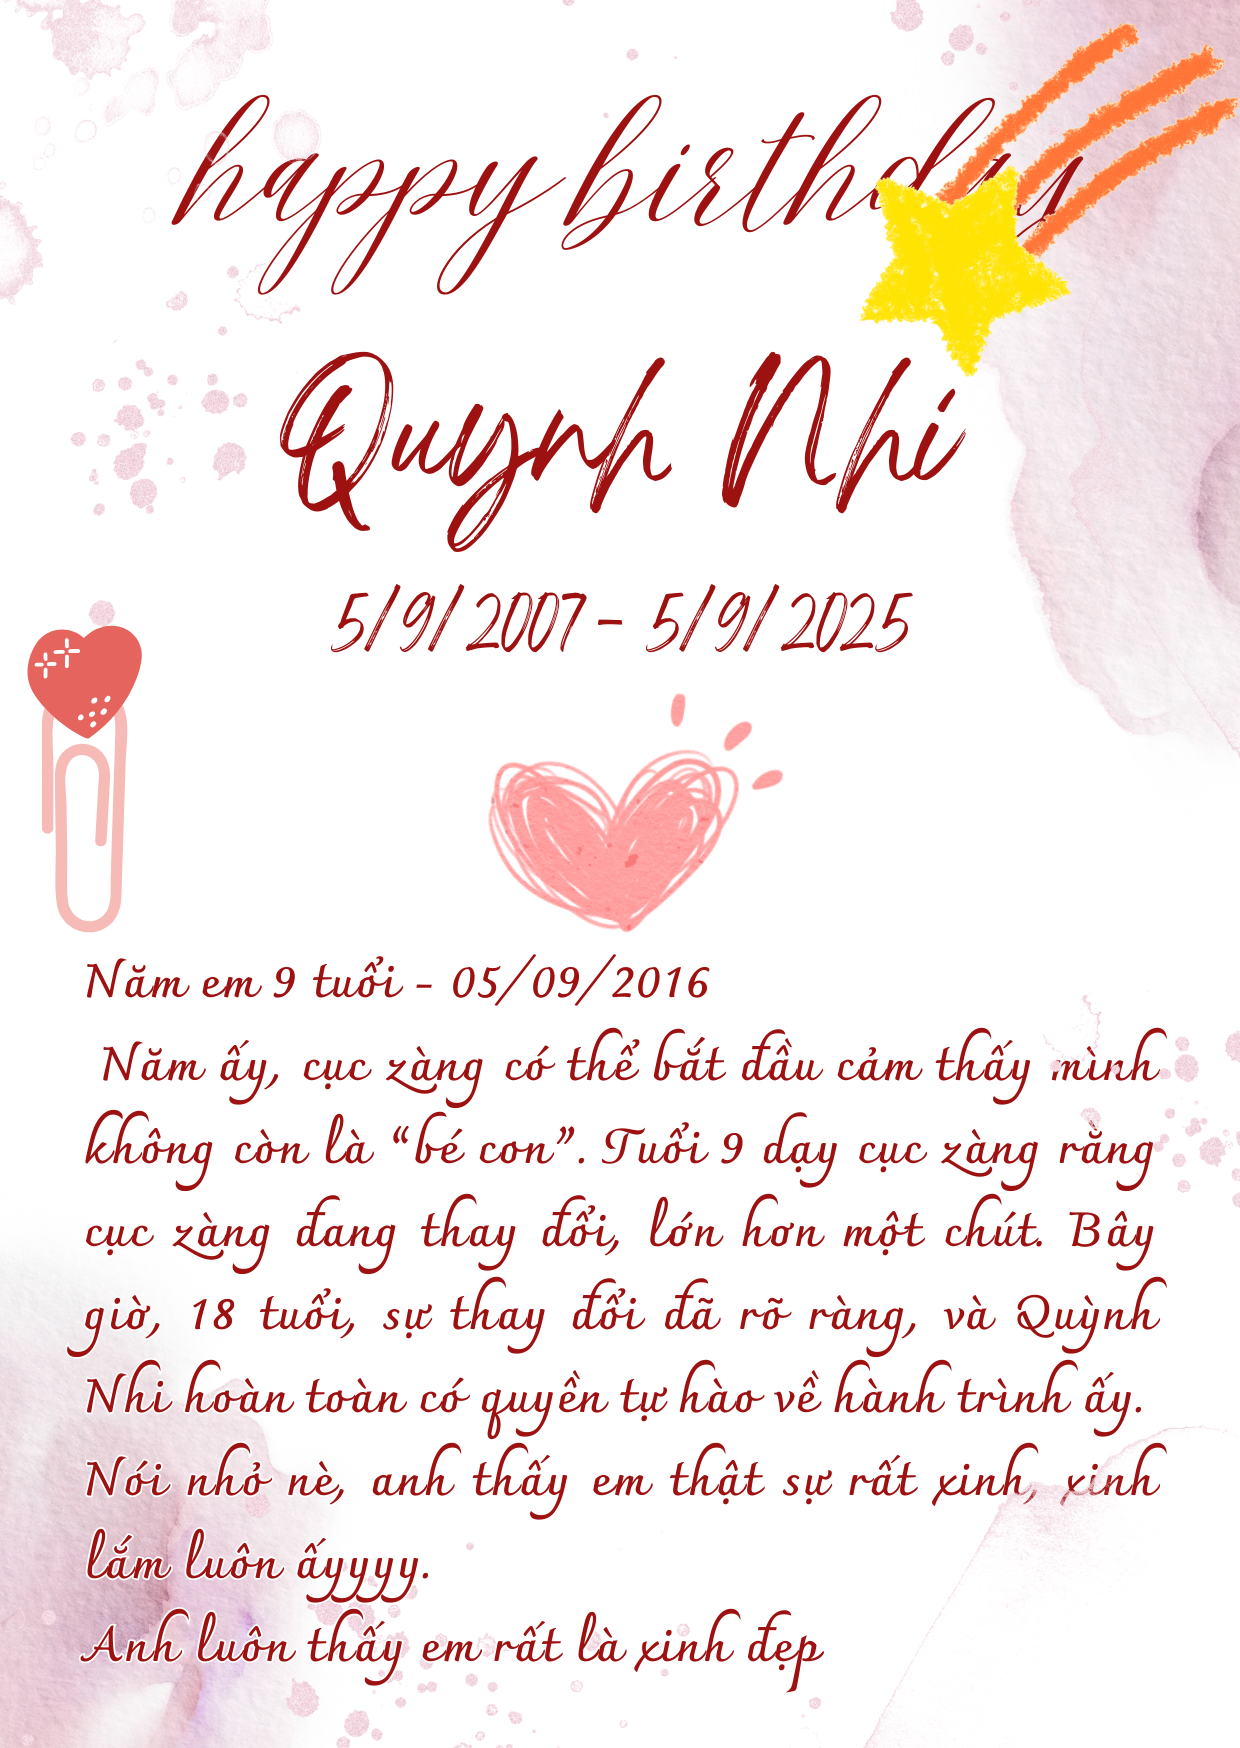 happy birthday
Quynh Nhi
5/9/2007 - 5/9/2025
Năm em 9 tuổi - 05/09/2016
Năm ấy, cục zàng có thể bắt đầu cảm thấy mình
không còn là “bé con”. Tuổi 9 dạy cục zàng rằng
cục zàng đang thay đổi, lớn hơn một chút. Bây
giờ, 18 tuổi, sự thay đổi đã rõ ràng, và Quỳnh
Nhi hoàn toàn có quyền tự hào về hành trình ấy.
Nói nhỏ nè, anh thấy em thật sự rất xinh, xinh
lắm luôn ấyyyy.
Anh luôn thấy em rất là xinh đẹp